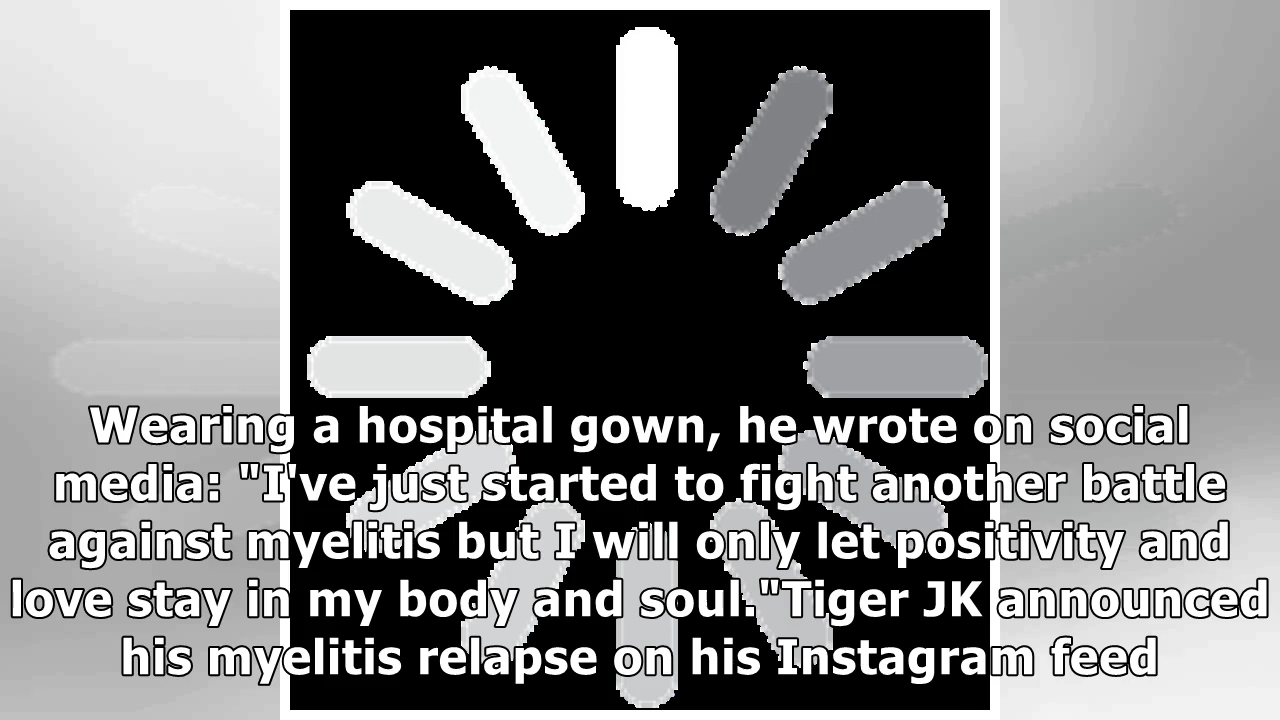 Wearing a hospital gown, he wrote on social
media: "I've just started to fight another battle
against myelitis but I will only let positivity and
love stay in my body and soul."Tiger JK announced
his myelitis relapse on his Instagram feed